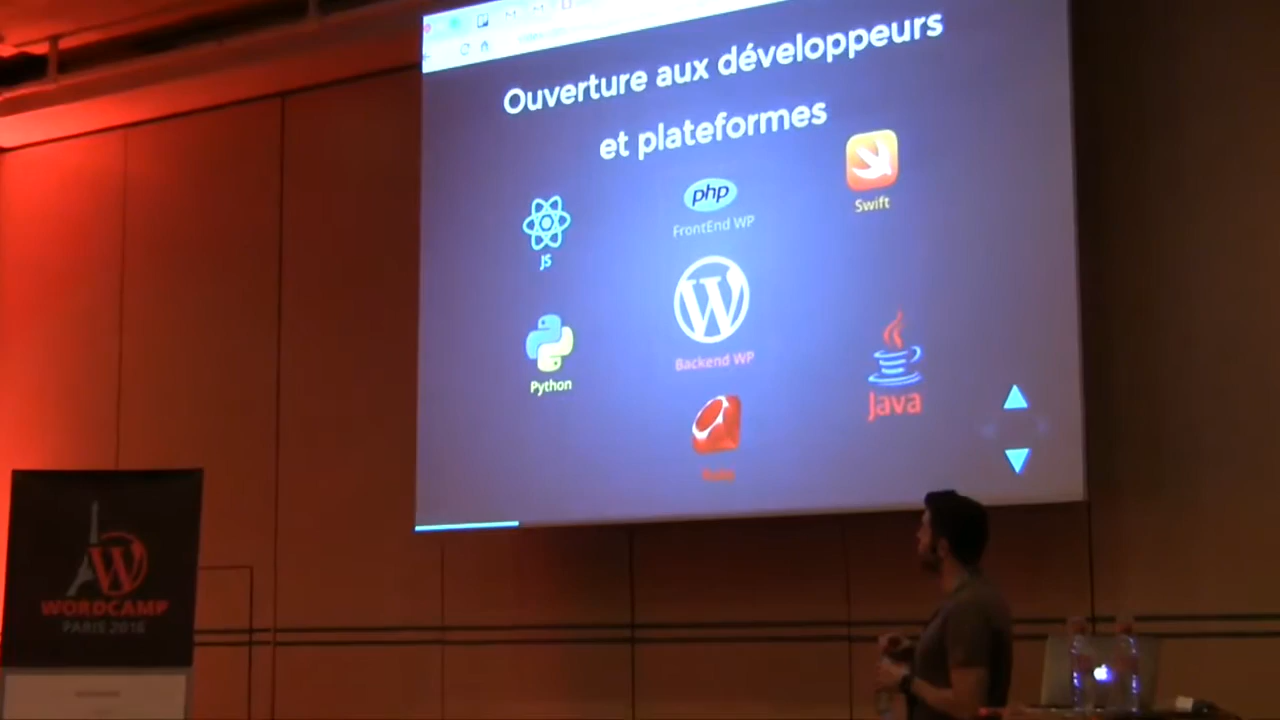 Ouverture aux développeurs
et plateformes
php
FrontEnd WP
Swift
JS
Backend WP
Python
Java
WORDCAMP
PARIS 2016